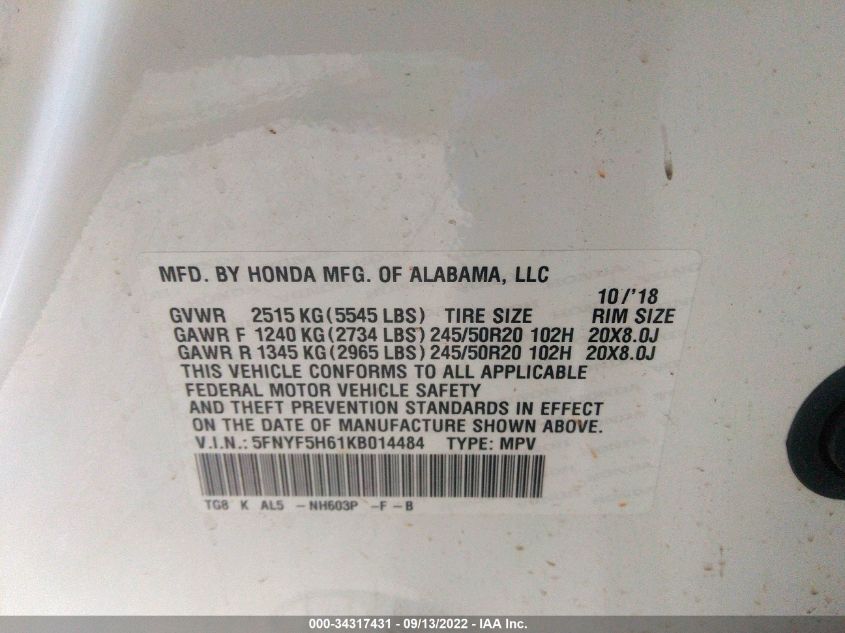 MFD. BY HONDA MFG. OF ALABAMA, LLC
10/'18
GVWR 2515 KG (5545 LBS) TIRE SIZE RIM SIZE
GAWR F 1240 KG (2734 LBS) 245/50R20 102H 20X8.0J
GAWR R 1345 KG (2965 LBS) 245/50R20 102H 20X8.0J
THIS VEHICLE CONFORMS TO ALL APPLICABLE
FEDERAL MOTOR VEHICLE SAFETY
AND THEFT PREVENTION STANDARDS IN EFFECT
ON THE DATE OF MANUFACTURE SHOWN ABOVE.
V.I.N.: 5FNYF5H61KB014484 TYPE: MPV
TG8 K AL5 -NH603P -F-B
000-34317431 - 09/13/2022 - IAA Inc.